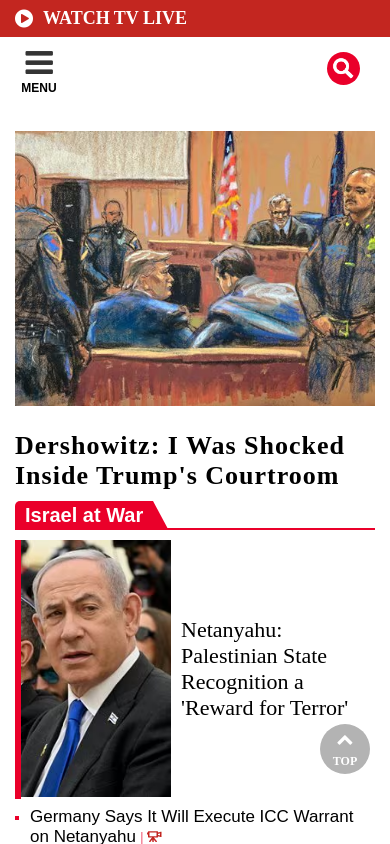 WATCH TV LIVE
MENU
Dershowitz: I Was Shocked
Inside Trump's Courtroom
Israel at War
Netanyahu:
Palestinian State
Recognition a
'Reward for Terror'
TOP
Germany Says It Will Execute ICC Warrant
on Netanyahu |